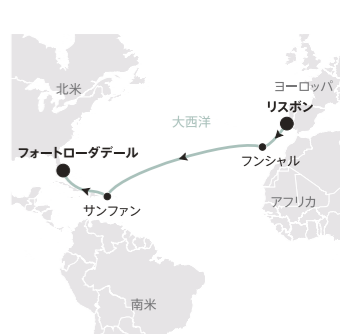 北米
ヨーロッパ
リスボン
大西洋
フォートローダデール
フンシャル
サンファン
アフリカ
南米